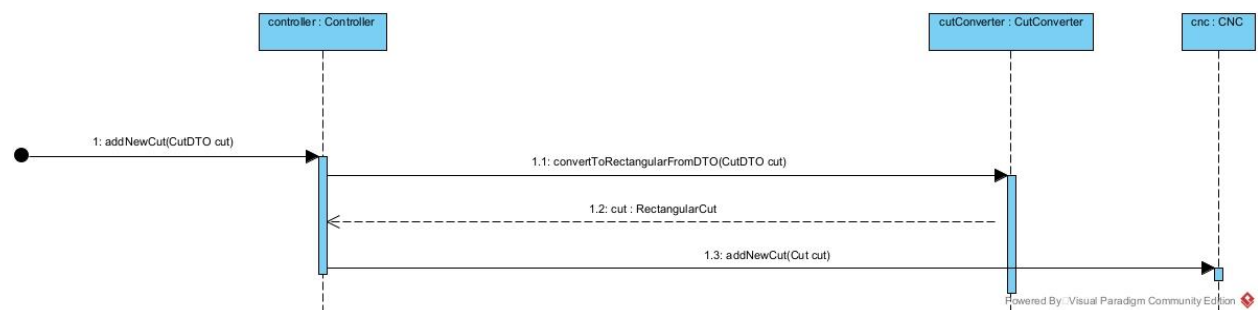 controller : Controller
cutConverter : CutConverter
cnc : CNC
1: addNewCut(CutDTO cut)
1.1: convertToRectangularFromDTO(CutDTO cut)
1.2: cut : RectangularCut
1.3: addNewCut(Cut cut)
Powered By Visual Paradigm Community Edition